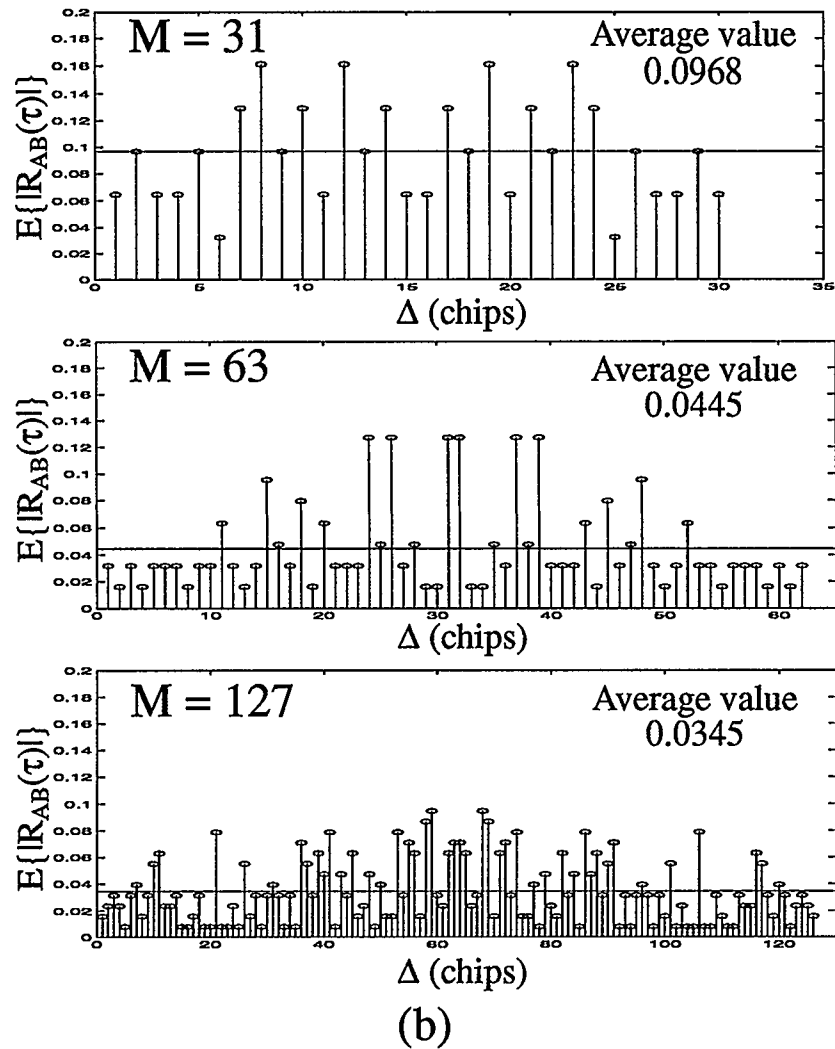 M = 31
Average value
0.0968
E{|R_AB(τ)|}
0.2
0.18
0.16
0.14
0.12
0.1
0.08
0.06
0.04
0.02
0
0 5 10 15 20 25 30 35
Δ (chips)
M = 63
Average value
0.0445
E{|R_AB(τ)|}
0.2
0.18
0.16
0.14
0.12
0.1
0.08
0.06
0.04
0.02
0
0 10 20 30 40 50 60
Δ (chips)
M = 127
Average value
0.0345
E{|R_AB(τ)|}
0.2
0.18
0.16
0.14
0.12
0.1
0.08
0.06
0.04
0.02
0
0 20 40 60 80 100 120
Δ (chips)
(b)